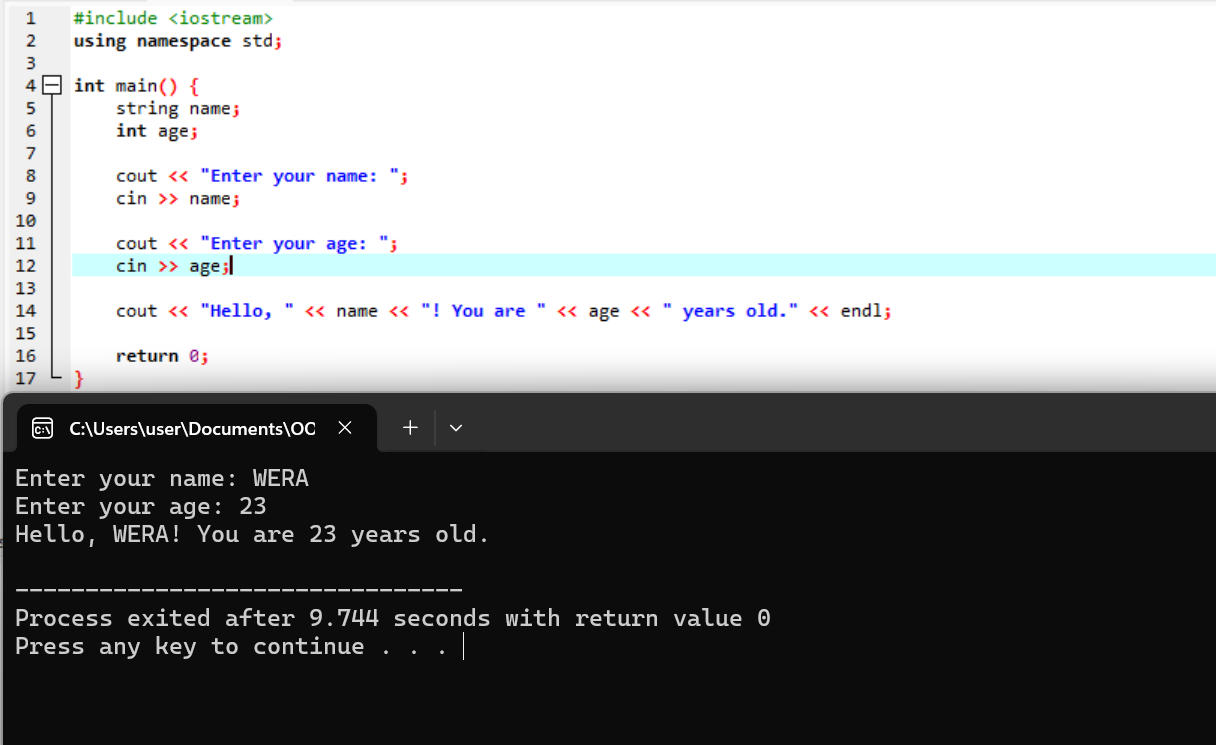 1 #include <iostream>
2 using namespace std;
3
4 int main() {
5 string name;
6 int age;
7
8 cout << "Enter your name: ";
9 cin >> name;
10
11 cout << "Enter your age: ";
12 cin >> age;
13
14 cout << "Hello, " << name << "! You are " << age << " years old." << endl;
15
16 return 0;
17 }
C:\Users\user\Documents\OC
Enter your name: WERA
Enter your age: 23
Hello, WERA! You are 23 years old.
--------------------------------
Process exited after 9.744 seconds with return value 0
Press any key to continue . . .